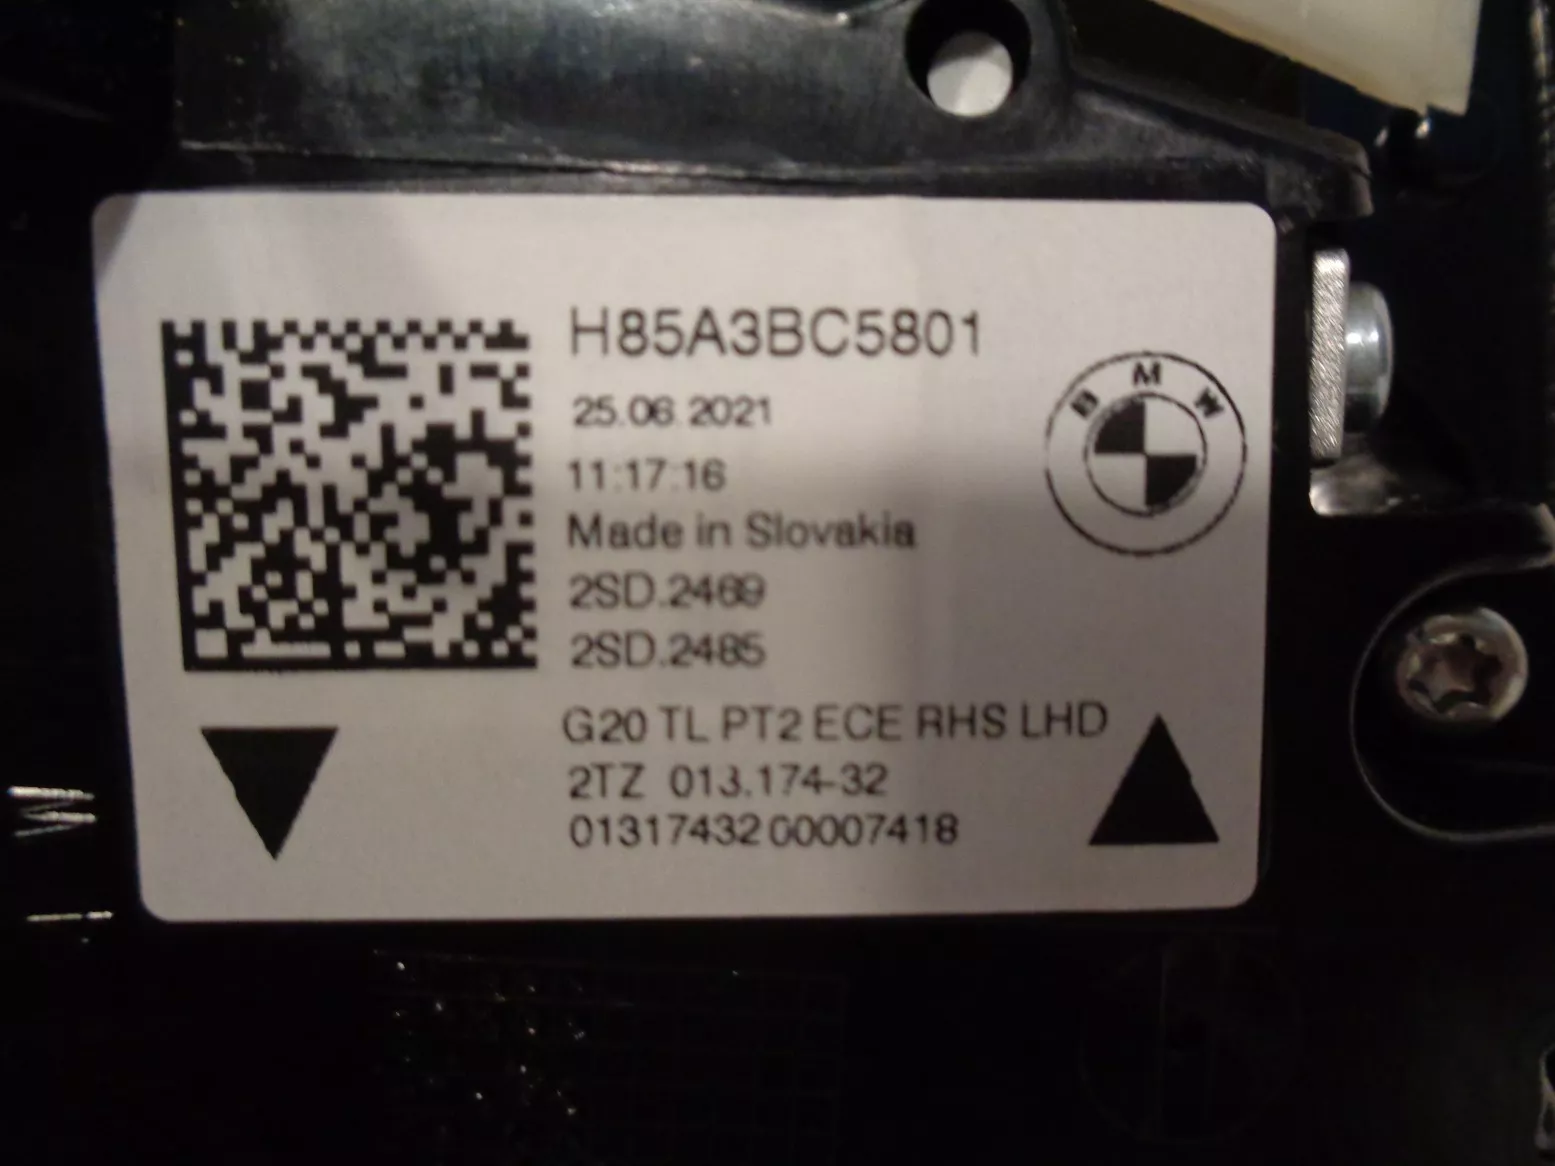 H85A3BC5801
25.06.2021
11:17:16
BMW
Made in Slovakia
2SD.2469
2SD.2485
G20 TL PT2 ECE RHS LHD
2TZ 013.174-32
01317432 00007418